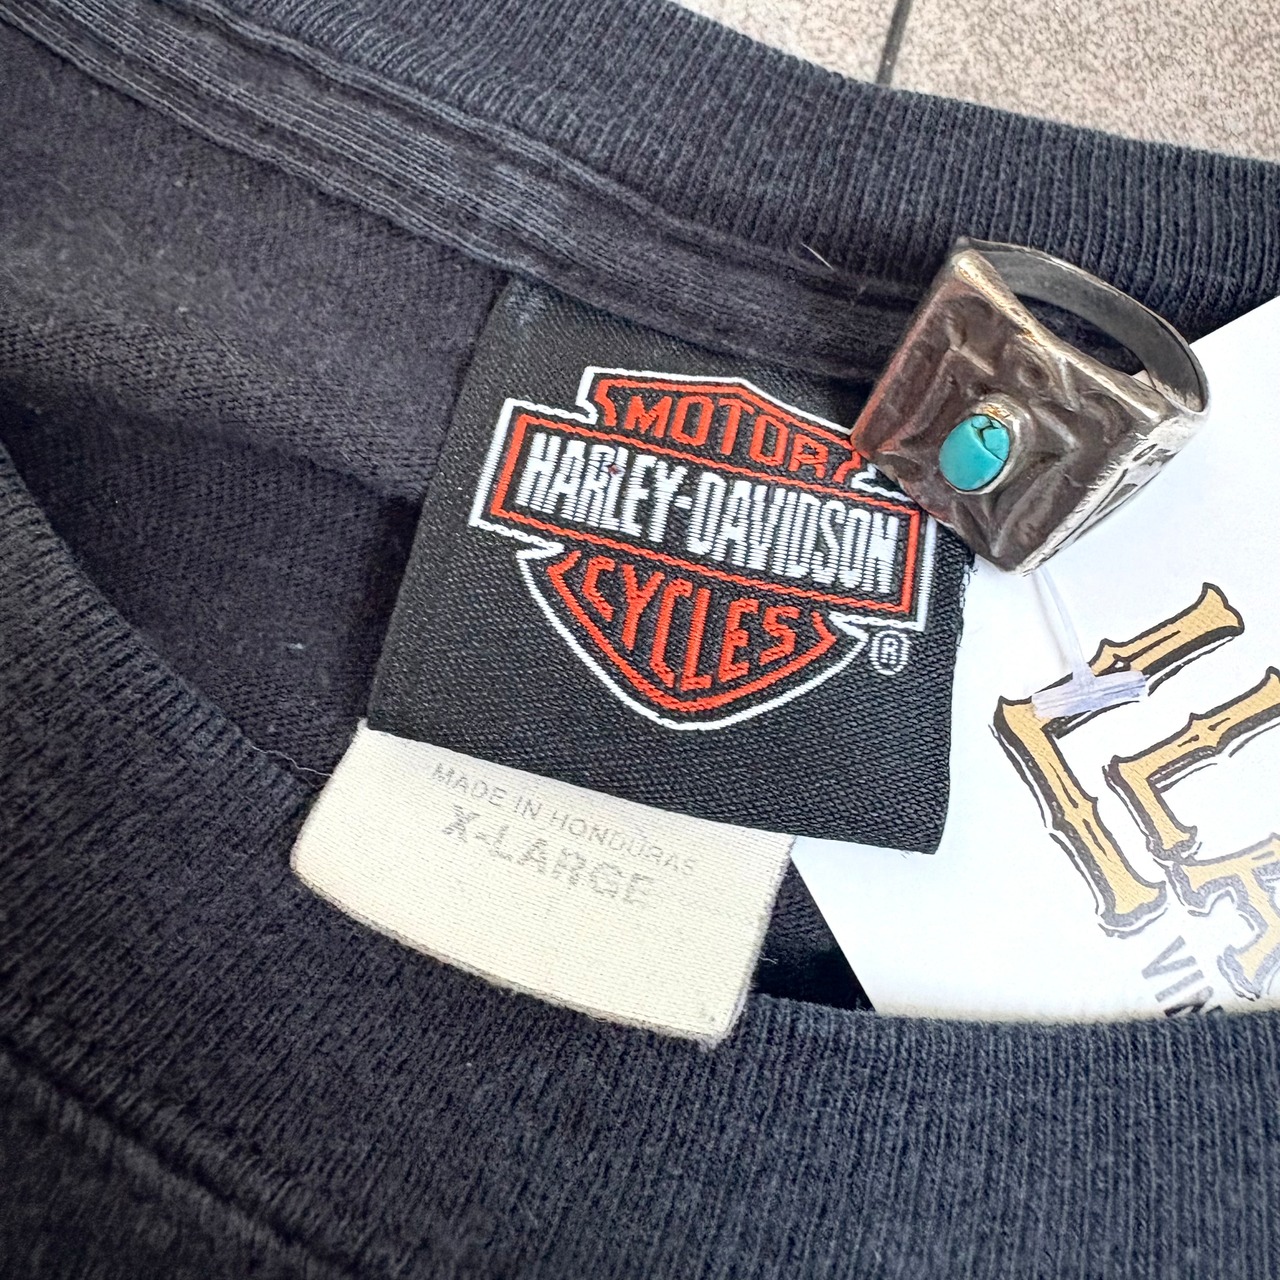 MOTOR
HARLEY-DAVIDSON
CYCLES
®
MADE IN HONDURAS
X-LARGE